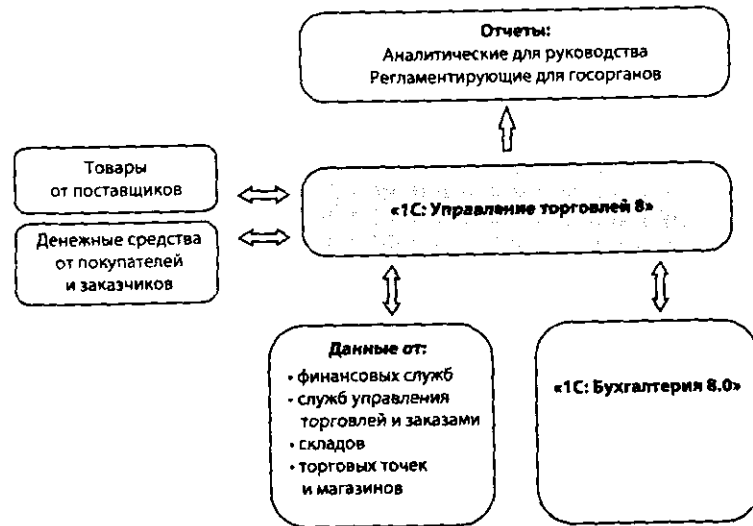 Отчеты:
Аналитические для руководства
Регламентирующие для госорганов
Товары
от поставщиков
«1С: Управление торговлей 8»
Денежные средства
от покупателей
и заказчиков
Данные от:
• финансовых служб
• служб управления
торговлей и заказами
• складов
• торговых точек
и магазинов
«1С: Бухгалтерия 8.0»